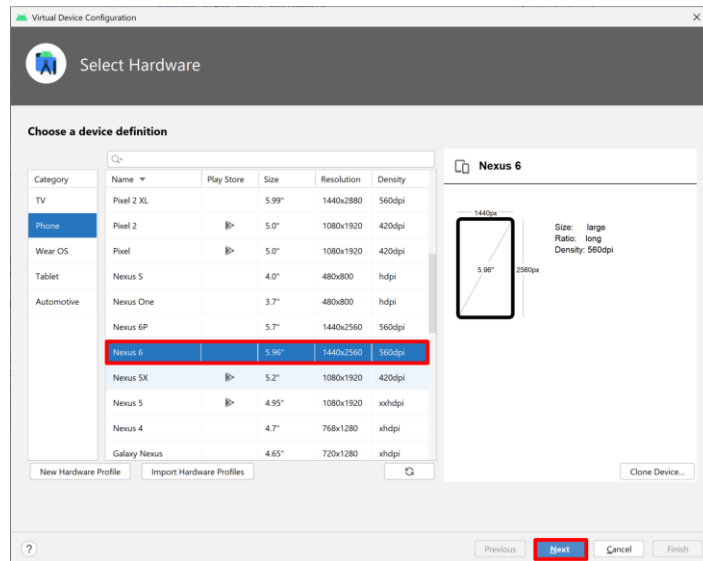 Virtual Device Configuration
Select Hardware
Choose a device definition
Category
TV
Phone
Wear OS
Tablet
Automotive
Name Play Store Size Resolution Density
Pixel 2 XL 5.99" 1440x2880 560dpi
Pixel 2 5.0" 1080x1920 420dpi
Pixel 5.0" 1080x1920 420dpi
Nexus S 4.0" 480x800 hdpi
Nexus One 3.7" 480x800 hdpi
Nexus 6P 5.7" 1440x2560 560dpi
Nexus 6 5.96" 1440x2560 560dpi
Nexus 5X 5.2" 1080x1920 420dpi
Nexus 5 4.95" 1080x1920 xxhdpi
Nexus 4 4.7" 768x1280 xhdpi
Galaxy Nexus 4.65" 720x1280 xhdpi
New Hardware Profile Import Hardware Profiles
Nexus 6
1440px
5.96" 2560px
Size: large
Ratio: long
Density: 560dpi
Clone Device...
? Previous Next Cancel Finish